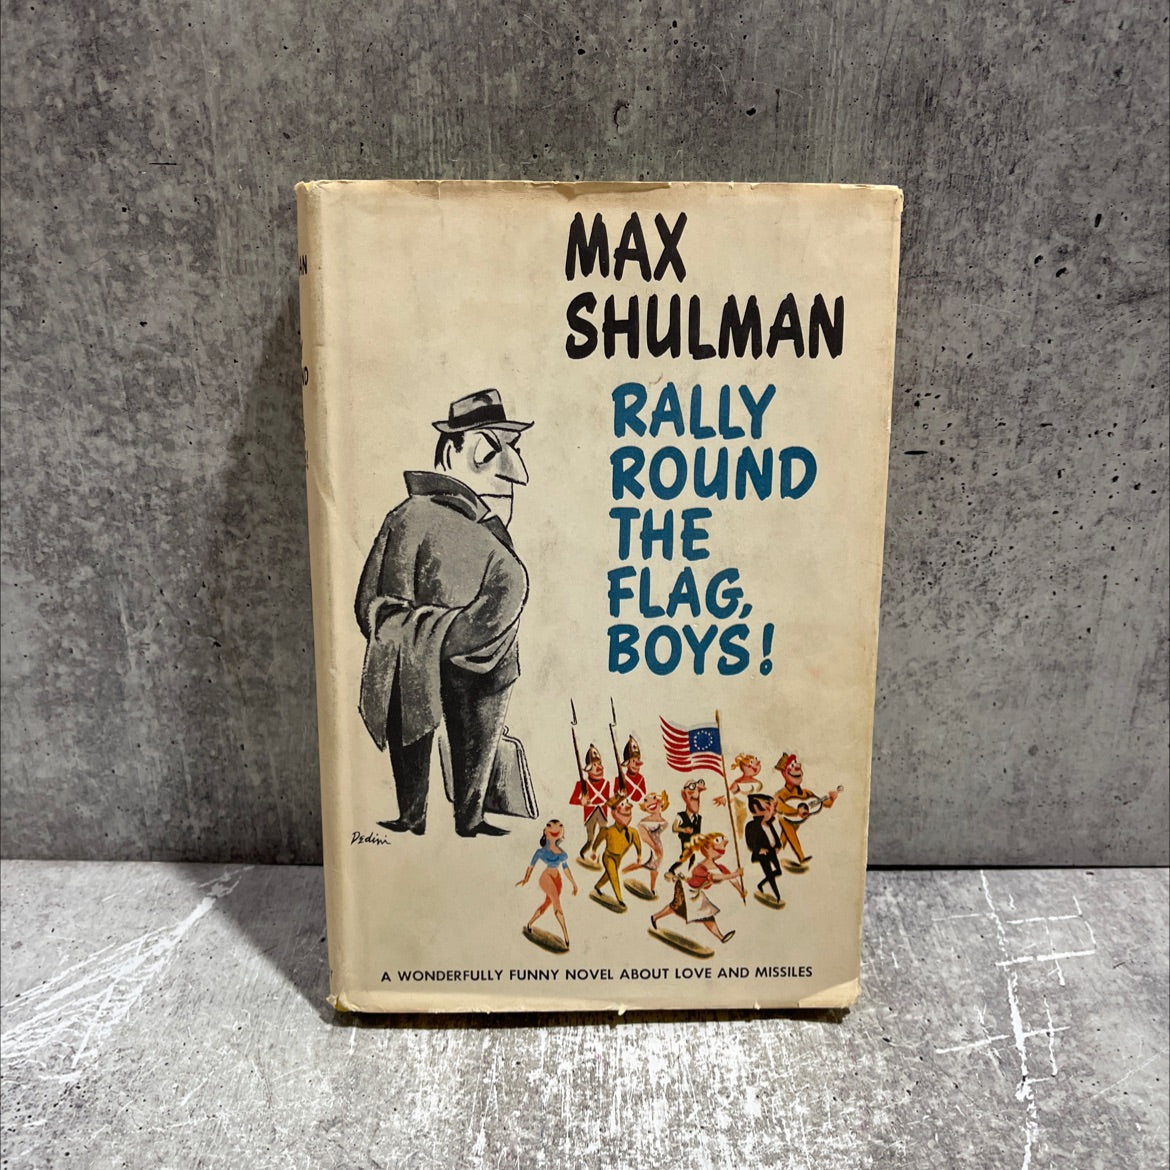 MAX
SHULMAN
RALLY
ROUND
THE
FLAG,
BOYS!
Dedini
A WONDERFULLY FUNNY NOVEL ABOUT LOVE AND MISSILES